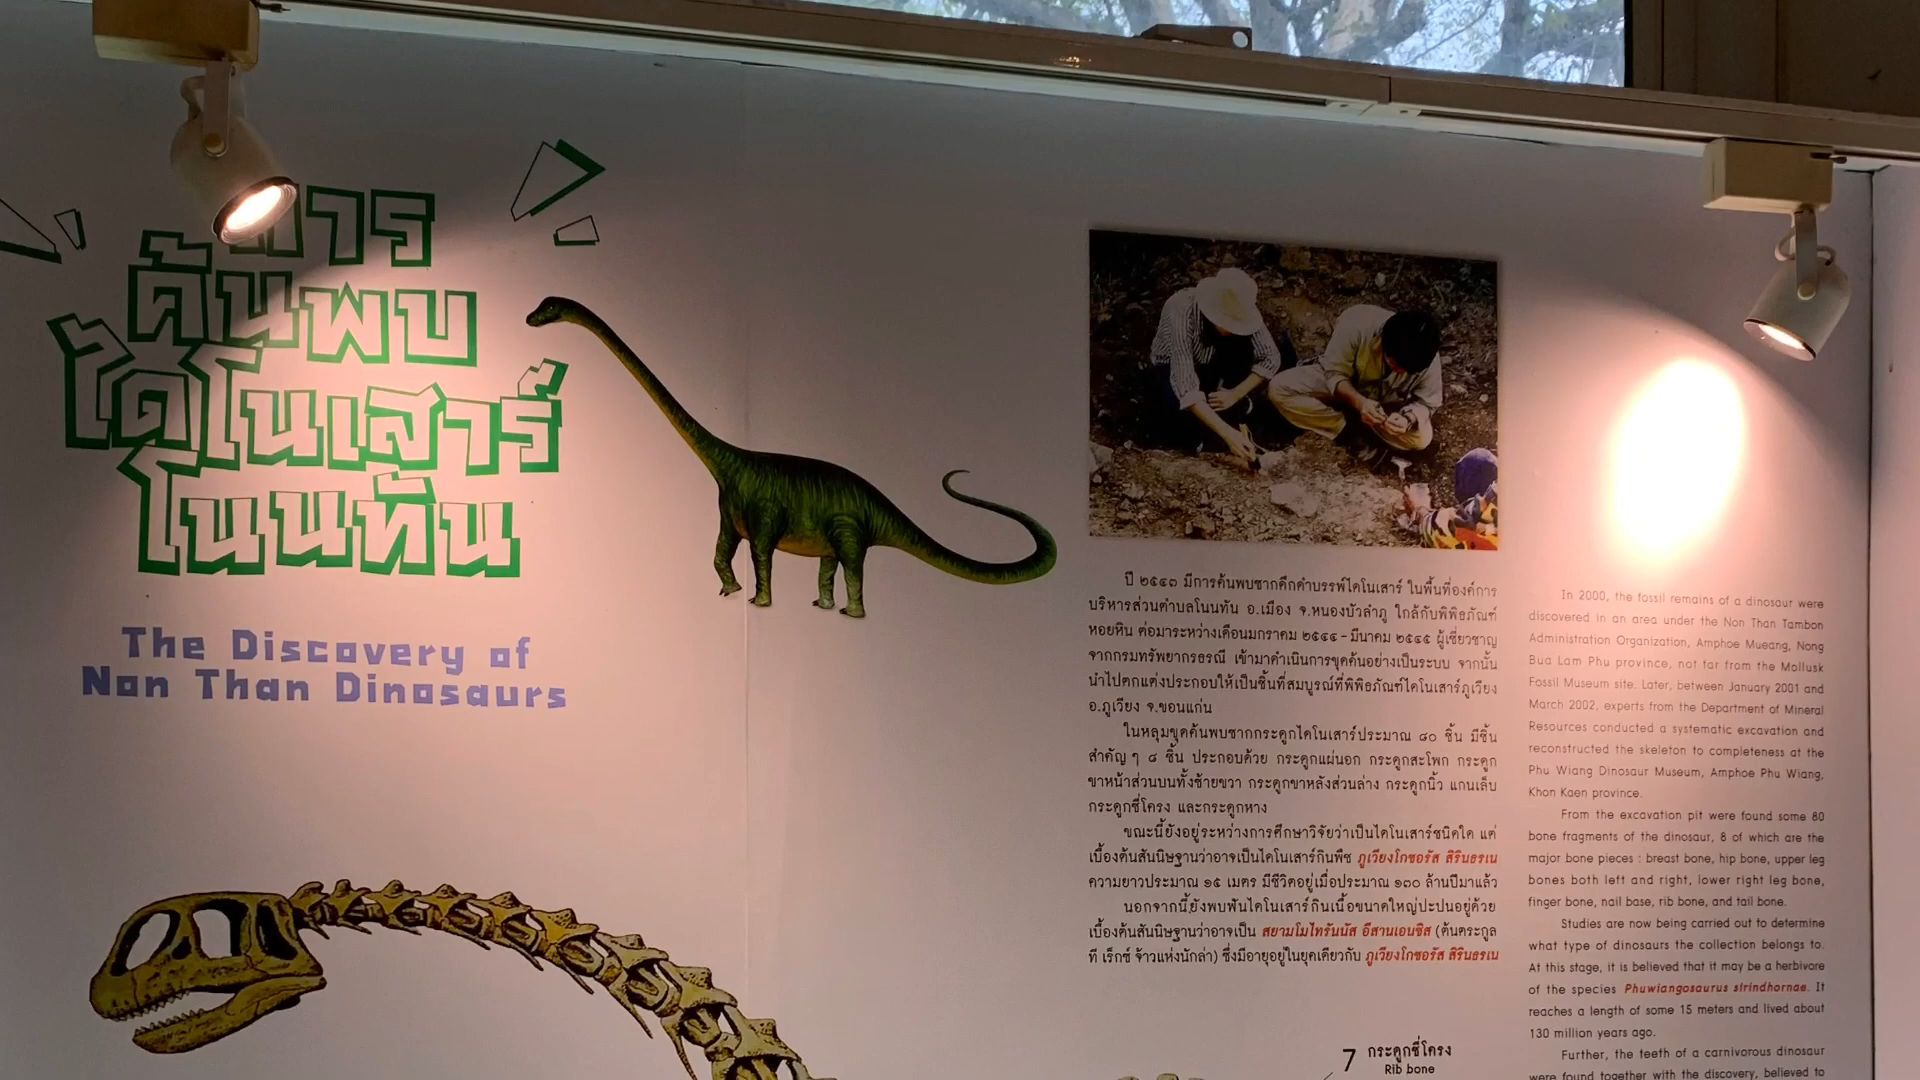 การ
ค้นพบ
ไดโนเสาร์
โนนทัน
The Discovery of
Non Than Dinosaurs
ปี ๒๕๔๓ มีการค้นพบซากดึกดำบรรพ์ไดโนเสาร์ ในพื้นที่องค์การ
บริหารส่วนตำบลโนนทัน อ.เมือง จ.หนองบัวลำภู ใกล้กับพิพิธภัณฑ์
หอยหิน ต่อมาระหว่างเดือนมกราคม ๒๕๔๔ - มีนาคม ๒๕๔๕ ผู้เชี่ยวชาญ
จากกรมทรัพยากรธรณี เข้ามาดำเนินการขุดค้นอย่างเป็นระบบ จากนั้น
นำไปตกแต่งประกอบให้เป็นชิ้นที่สมบูรณ์ที่พิพิธภัณฑ์ไดโนเสาร์ภูเวียง
อ.ภูเวียง จ.ขอนแก่น
ในหลุมขุดค้นพบซากกระดูกไดโนเสาร์ประมาณ ๘๐ ชิ้น มีชิ้น
สำคัญ ๆ ๘ ชิ้น ประกอบด้วย กระดูกแผ่นอก กระดูกสะโพก กระดูก
ขาหน้าส่วนบนทั้งซ้ายขวา กระดูกขาหลังส่วนล่าง กระดูกนิ้ว แกนเล็บ
กระดูกซี่โครง และกระดูกหาง
ขณะนี้ยังอยู่ระหว่างการศึกษาวิจัยว่าเป็นไดโนเสาร์ชนิดใด แต่
เบื้องต้นสันนิษฐานว่าอาจเป็นไดโนเสาร์กินพืช ภูเวียงโกซอรัส สิรินธรเน
ความยาวประมาณ ๑๕ เมตร มีชีวิตอยู่เมื่อประมาณ ๑๓๐ ล้านปีมาแล้ว
นอกจากนี้ยังพบฟันไดโนเสาร์กินเนื้อขนาดใหญ่ปะปนอยู่ด้วย
เบื้องต้นสันนิษฐานว่าอาจเป็น สยามโมไทรันนัส อีสานเอนซิส (ต้นตระกูล
ที เร็กซ์ จ้าวแห่งนักล่า) ซึ่งมีอายุอยู่ในยุคเดียวกับ ภูเวียงโกซอรัส สิรินธรเน
In 2000, the fossil remains of a dinosaur were
discovered in an area under the Non Than Tambon
Administration Organization, Amphoe Mueang, Nong
Bua Lam Phu province, not far from the Mollusk
Fossil Museum site. Later, between January 2001 and
March 2002, experts from the Department of Mineral
Resources conducted a systematic excavation and
reconstructed the skeleton to completeness at the
Phu Wiang Dinosaur Museum, Amphoe Phu Wiang,
Khon Kaen province.
From the excavation pit were found some 80
bone fragments of the dinosaur, 8 of which are the
major bone pieces : breast bone, hip bone, upper leg
bones both left and right, lower right leg bone,
finger bone, nail base, rib bone, and tail bone.
Studies are now being carried out to determine
what type of dinosaurs the collection belongs to.
At this stage, it is believed that it may be a herbivore
of the species Phuwiangosaurus sirindhornae. It
reaches a length of some 15 meters and lived about
130 million years ago.
Further, the teeth of a carnivorous dinosaur
were found together with the discovery, believed to
7 กระดูกซี่โครง
Rib bone